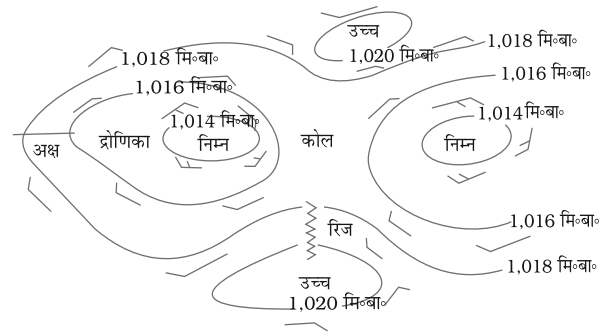 उच्च
1,020 मि॰बा॰
1,018 मि॰बा॰
1,018 मि॰बा॰
1,016 मि॰बा॰
1,016 मि॰बा॰
1,014 मि॰बा॰
1,014 मि॰बा॰
अक्ष
द्रोणिका
निम्न
कोल
निम्न
1,016 मि॰बा॰
रिज
1,018 मि॰बा॰
उच्च
1,020 मि॰बा॰